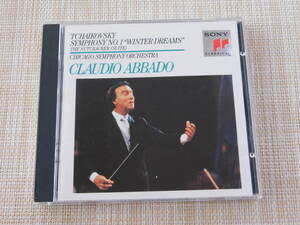 TCHAIKOVSKY
SYMPHONY NO. 1 "WINTER DREAMS"
THE NUTCRACKER (SUITE)
CHICAGO SYMPHONY ORCHESTRA
CLAUDIO ABBADO
SONY
CLASSICAL